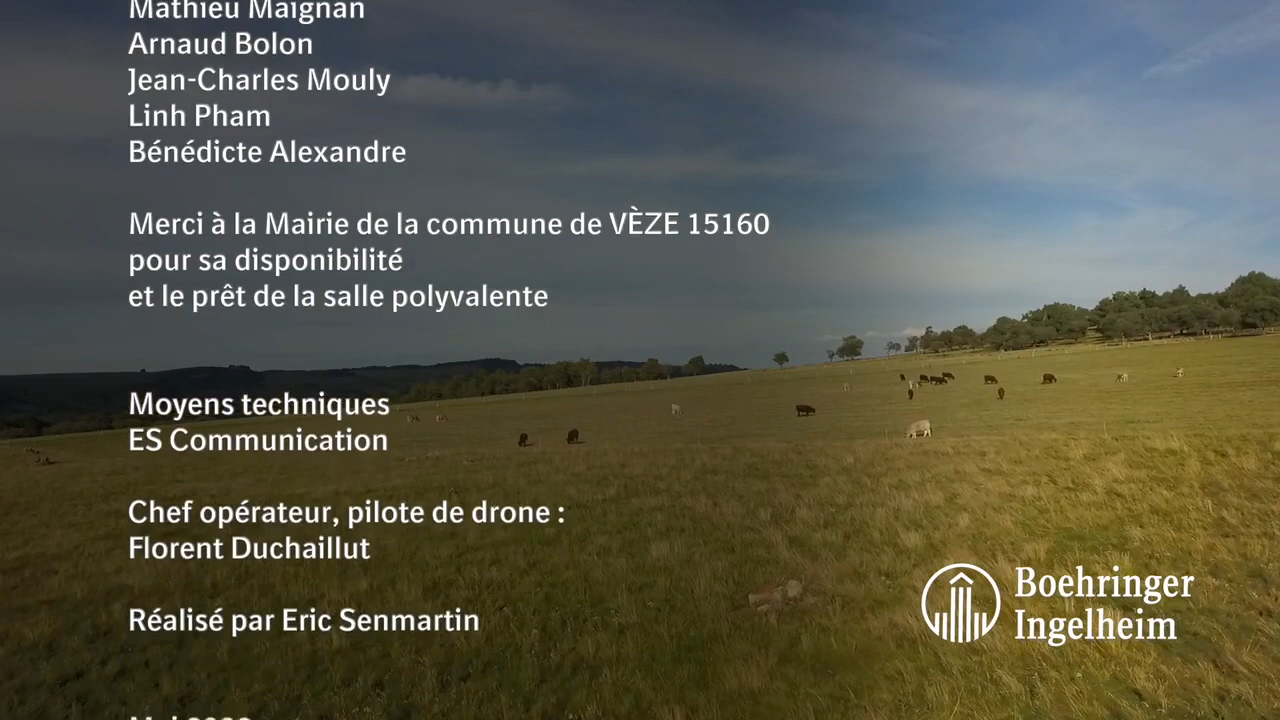 Mathieu Maignan
Arnaud Bolon
Jean-Charles Mouly
Linh Pham
Bénédicte Alexandre
Merci à la Mairie de la commune de VÈZE 15160
pour sa disponibilité
et le prêt de la salle polyvalente
Moyens techniques
ES Communication
Chef opérateur, pilote de drone :
Florent Duchaillut
Réalisé par Eric Senmartin
Boehringer
Ingelheim